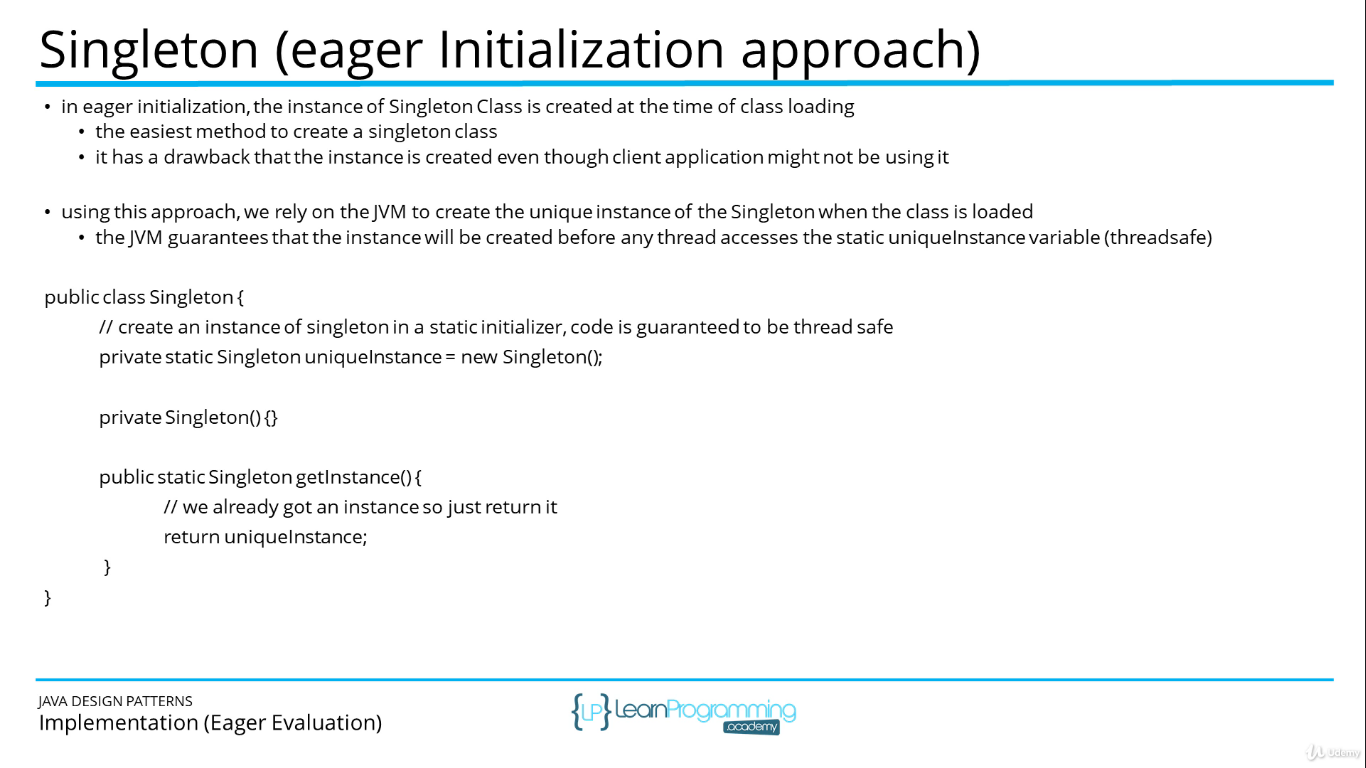 Singleton (eager Initialization approach)
• in eager initialization, the instance of Singleton Class is created at the time of class loading
• the easiest method to create a singleton class
• it has a drawback that the instance is created even though client application might not be using it
• using this approach, we rely on the JVM to create the unique instance of the Singleton when the class is loaded
• the JVM guarantees that the instance will be created before any thread accesses the static uniqueInstance variable (threadsafe)
public class Singleton {
// create an instance of singleton in a static initializer, code is guaranteed to be thread safe
private static Singleton uniqueInstance = new Singleton();
private Singleton() {}
public static Singleton getInstance() {
// we already got an instance so just return it
return uniqueInstance;
}
}
JAVA DESIGN PATTERNS
Implementation (Eager Evaluation)
{LP} LearnProgramming
.academy
Udemy